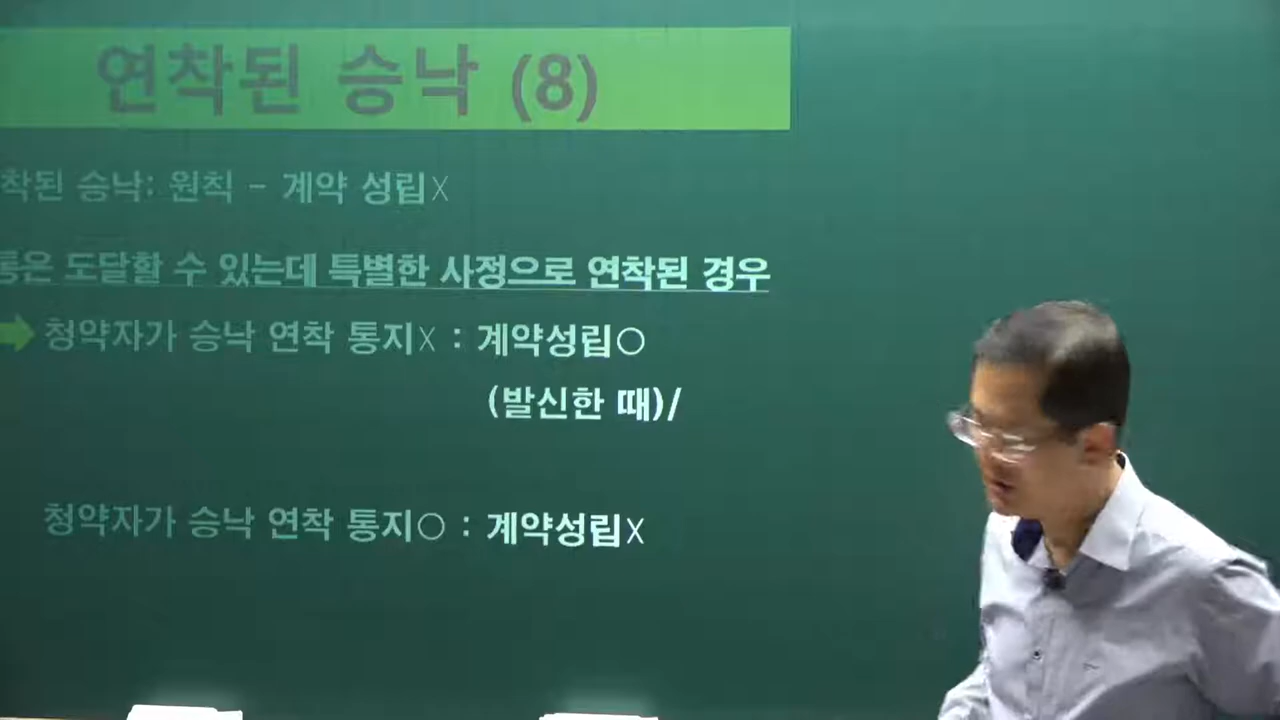 연착된 승낙 (8)
착된 승낙: 원칙 - 계약 성립X
통은 도달할 수 있는데 특별한 사정으로 연착된 경우
청약자가 승낙 연착 통지X : 계약성립○
(발신한 때)/
청약자가 승낙 연착 통지○ : 계약성립X